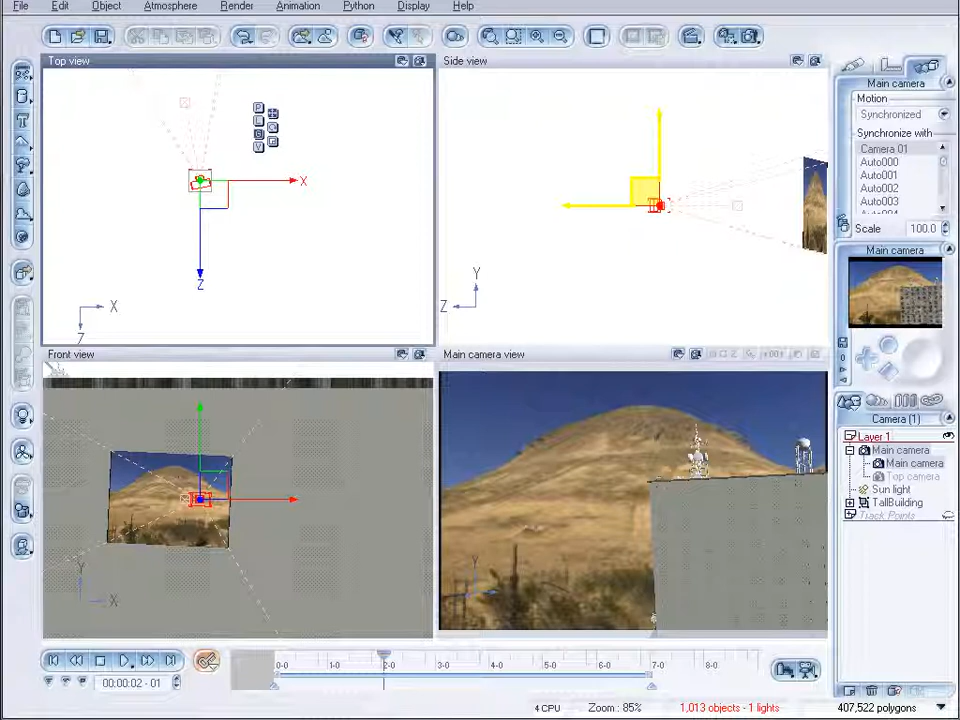 File Edit Object Atmosphere Render Animation Python Display Help
Top view
Side view
Main camera
Motion
Synchronized
Synchronize with
Camera 01
Auto000
Auto001
Auto002
Auto003
Scale 100.0
Main camera
P
L
V
X
Z
X
Z
Y
Z
Front view
Main camera view
Camera (1)
Layer 1
Main camera
Main camera
Top camera
Sun light
TallBuilding
Track Points
Y
X
Y
0-0 1-0 2-0 3-0 4-0 5-0 6-0 7-0 8-0
00:00:02 - 01
4 CPU Zoom : 85% 1,013 objects - 1 lights 407,522 polygons